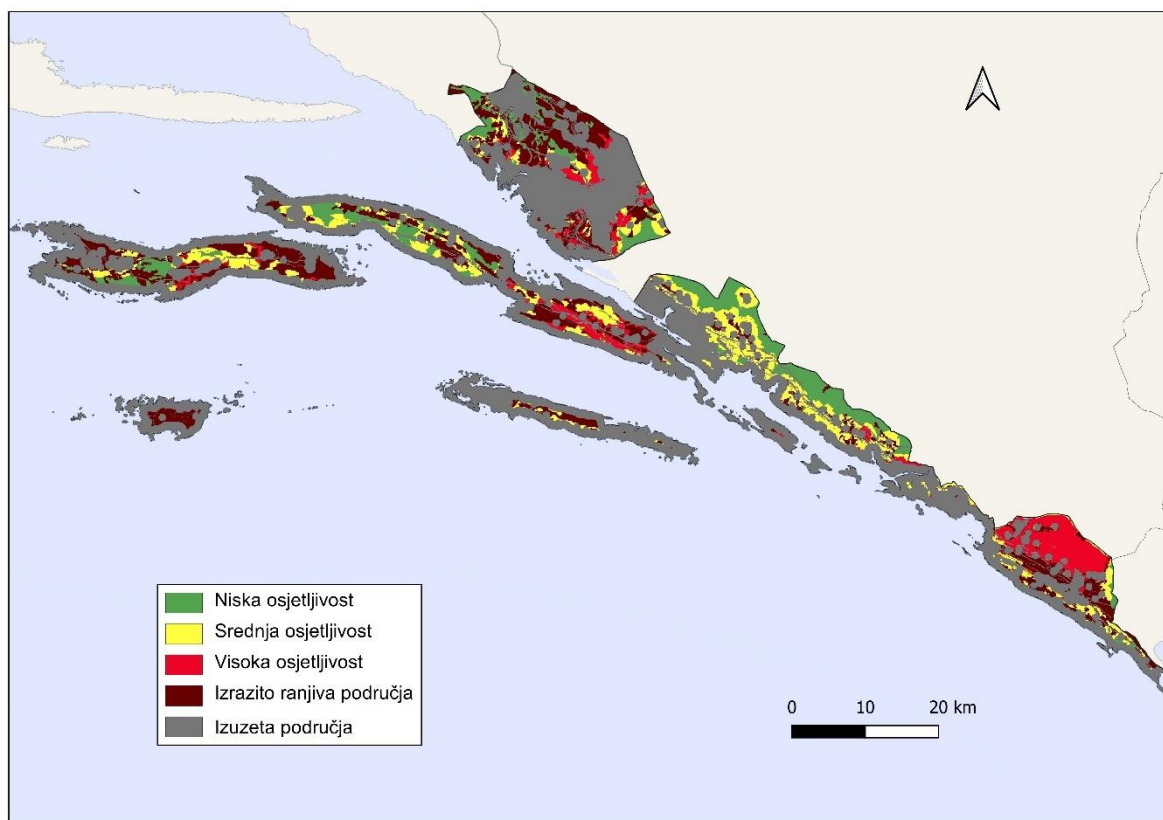 Niska osjetljivost
Srednja osjetljivost
Visoka osjetljivost
Izrazito ranjiva područja
Izuzeta područja
0 10 20 km